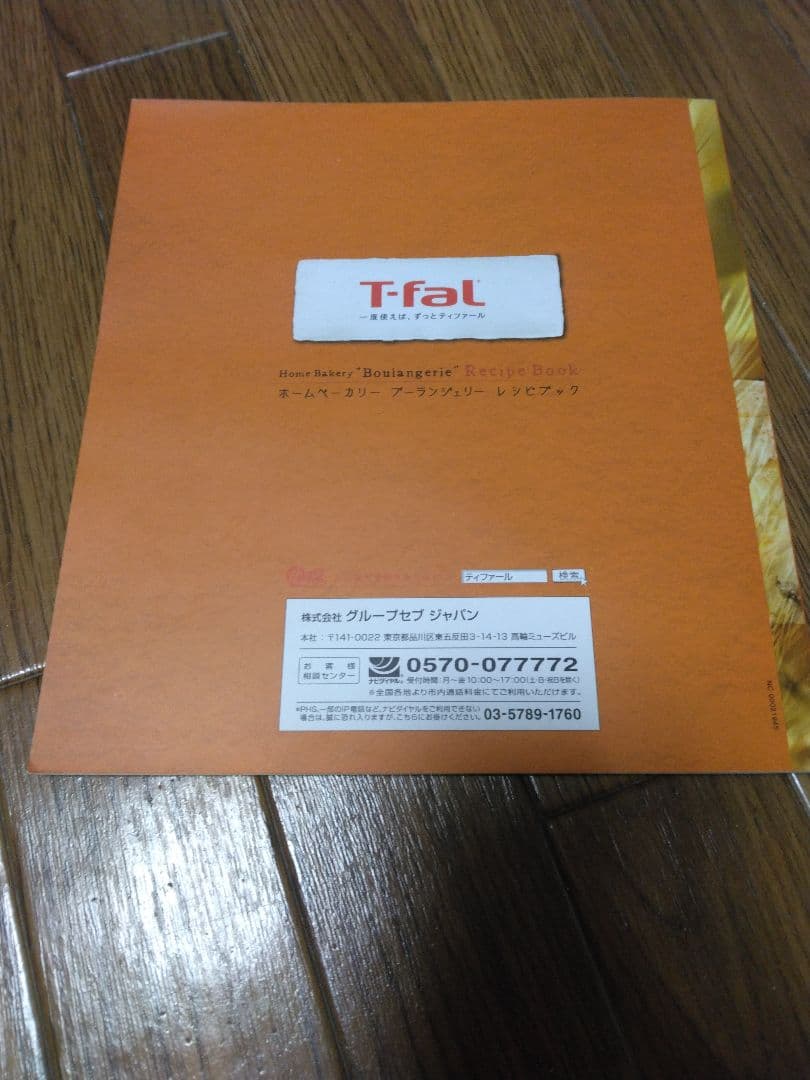 T-fal
一度使えば、ずっとティファール
Home Bakery "Boulangerie" Recipe Book
ホームベーカリー ブーランジェリー レシピブック
ティファール 検索
株式会社 グループセブ ジャパン
本社：〒141-0022 東京都品川区東五反田3-14-13 高輪ミューズビル
お客様
相談センター
ナビダイヤル® 0570-077772
受付時間：月〜金 10:00〜17:00(土・日・祝日を除く)
※全国各地より市内通話料金にてご利用いただけます。
※PHS、一部のIP電話など、ナビダイヤルをご利用できない
場合は、誠に恐れ入りますが、こちらにお掛けください。 03-5789-1760